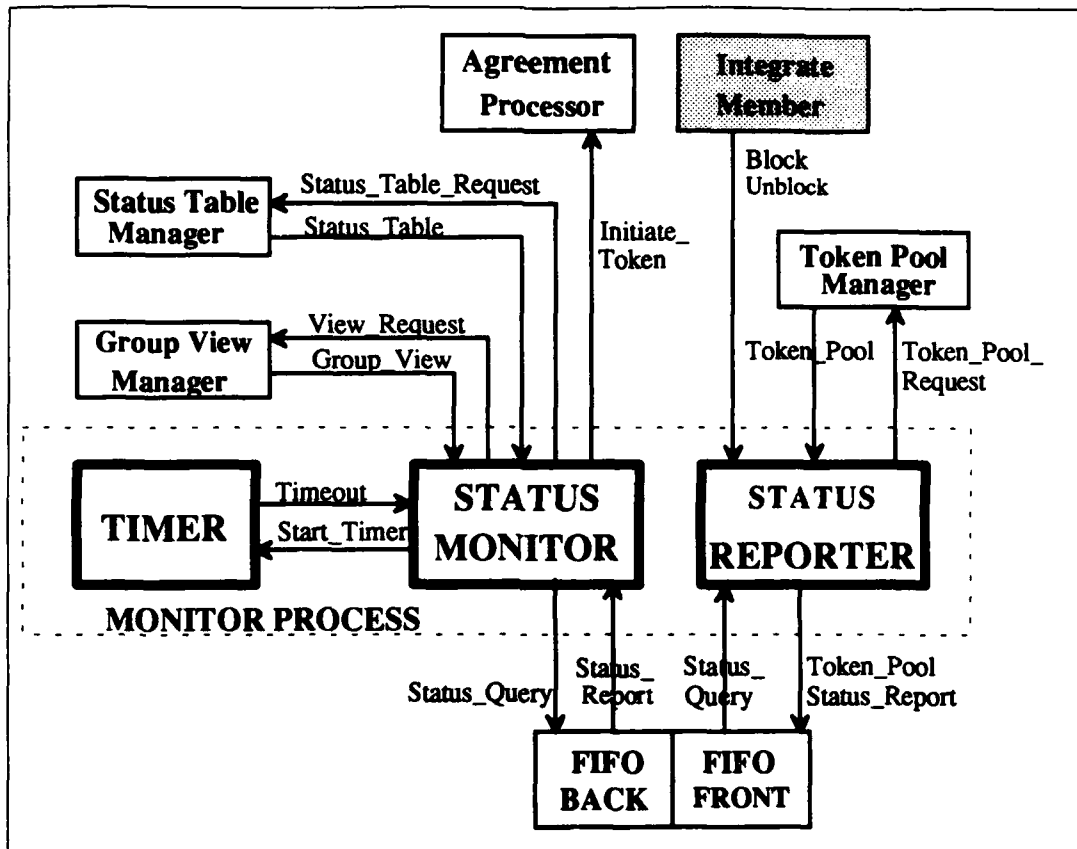 Agreement
Processor
Integrate
Member
Block
Unblock
Status_Table_Request
Status Table
Manager
Status_Table
Initiate_
Token
Token Pool
Manager
View_Request
Group View
Manager
Group_View
Token_Pool
Token_Pool_
Request
TIMER
Timeout
Start_Timer
STATUS
MONITOR
STATUS
REPORTER
MONITOR PROCESS
Status_Query
Status_
Report
Status_
Query
Token_Pool
Status_Report
FIFO
BACK
FIFO
FRONT